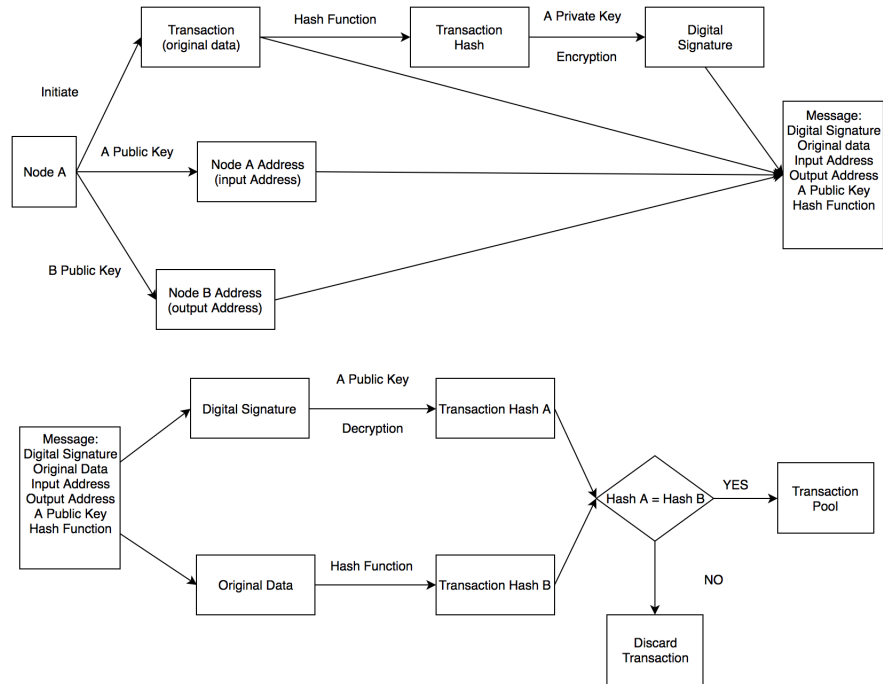 Transaction
(original data)
Hash Function
Transaction
Hash
A Private Key
Encryption
Digital
Signature
Initiate
Node A
A Public Key
Node A Address
(input Address)
B Public Key
Node B Address
(output Address)
Message:
Digital Signature
Original data
Input Address
Output Address
A Public Key
Hash Function
Message:
Digital Signature
Original Data
Input Address
Output Address
A Public Key
Hash Function
Digital Signature
A Public Key
Decryption
Transaction Hash A
Original Data
Hash Function
Transaction Hash B
Hash A = Hash B
YES
Transaction
Pool
NO
Discard
Transaction